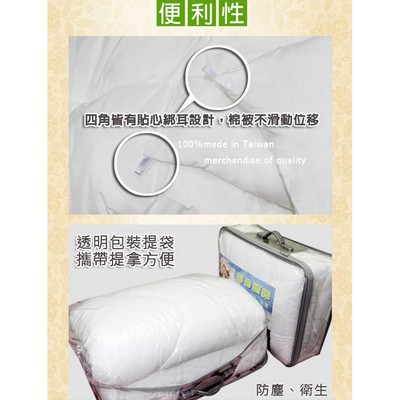 便利性
四角皆有貼心綁耳設計，棉被不滑動位移
100%made in Taiwan
merchandise of quality
透明包裝提袋
攜帶提拿方便
防塵、衛生